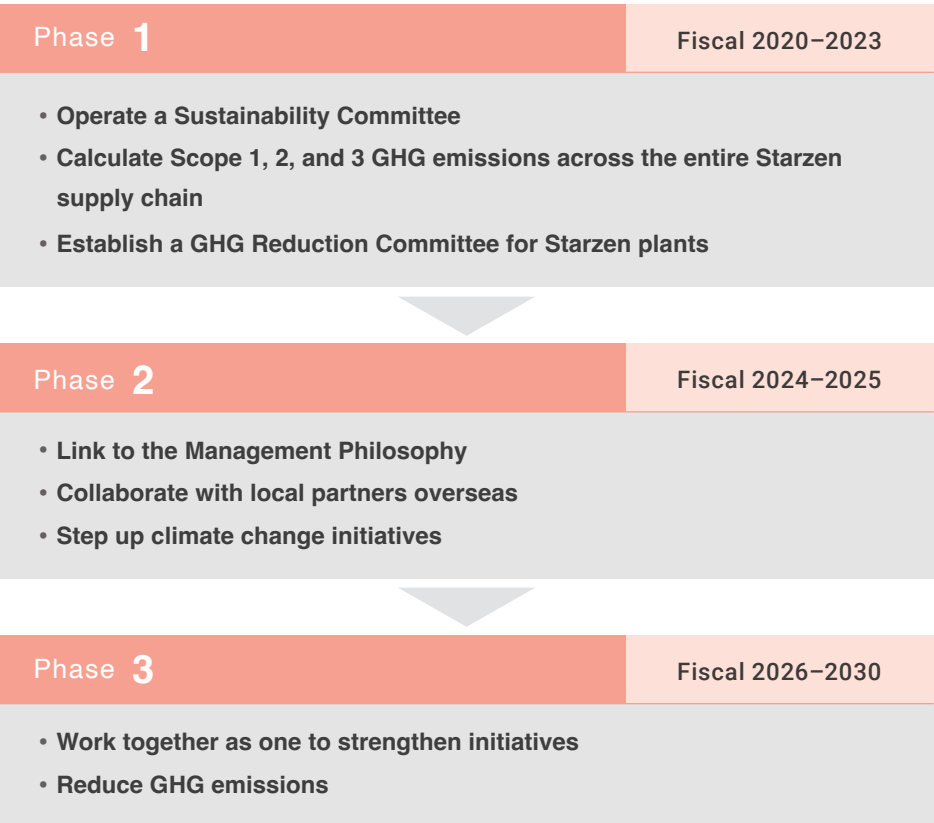 Phase 1
Fiscal 2020–2023
• Operate a Sustainability Committee
• Calculate Scope 1, 2, and 3 GHG emissions across the entire Starzen
supply chain
• Establish a GHG Reduction Committee for Starzen plants
Phase 2
Fiscal 2024–2025
• Link to the Management Philosophy
• Collaborate with local partners overseas
• Step up climate change initiatives
Phase 3
Fiscal 2026–2030
• Work together as one to strengthen initiatives
• Reduce GHG emissions